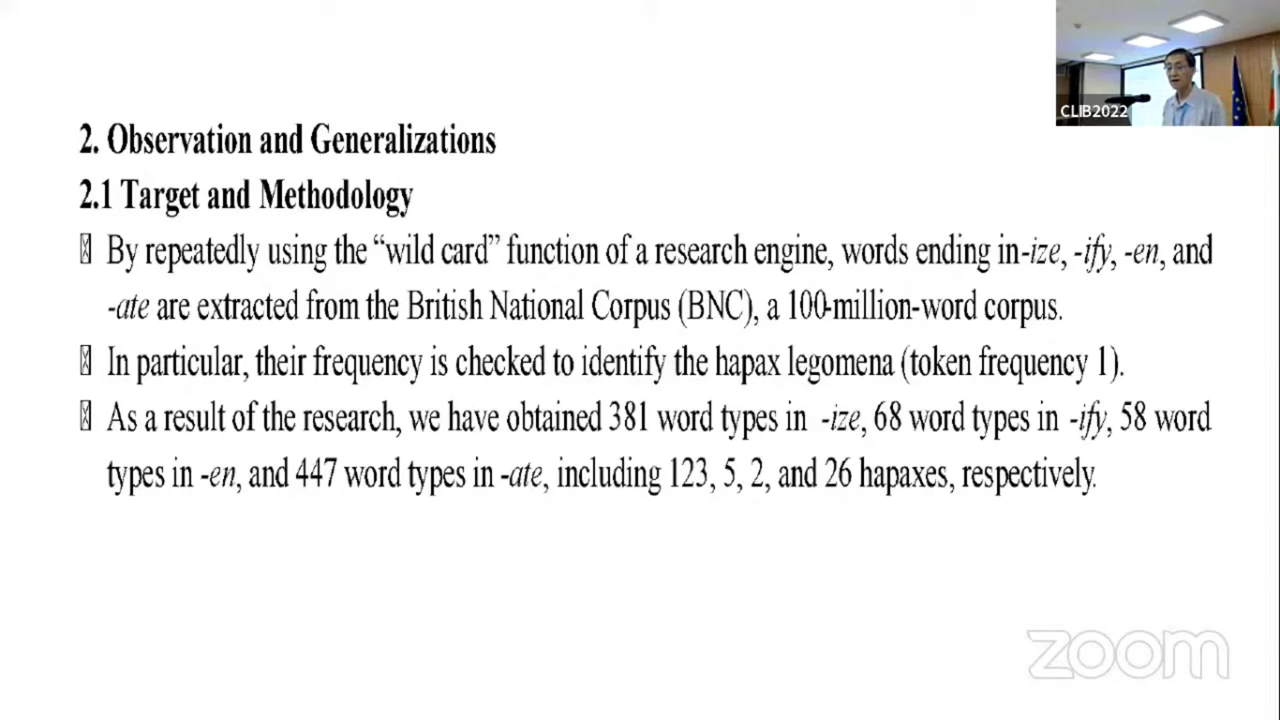 CLIB2022
2. Observation and Generalizations
2.1 Target and Methodology
By repeatedly using the “wild card” function of a research engine, words ending in-ize, -ify, -en, and
-ate are extracted from the British National Corpus (BNC), a 100-million-word corpus.
In particular, their frequency is checked to identify the hapax legomena (token frequency 1).
As a result of the research, we have obtained 381 word types in -ize, 68 word types in -ify, 58 word
types in -en, and 447 word types in -ate, including 123, 5, 2, and 26 hapaxes, respectively.
zoom